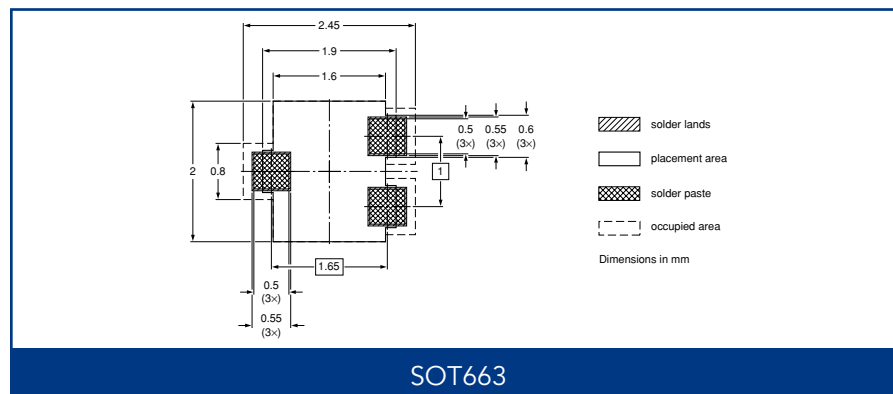 2.45
1.9
1.6
0.5
(3×)
0.55
(3×)
0.6
(3×)
2
0.8
1
1.65
0.5
(3×)
0.55
(3×)
solder lands
placement area
solder paste
occupied area
Dimensions in mm
SOT663